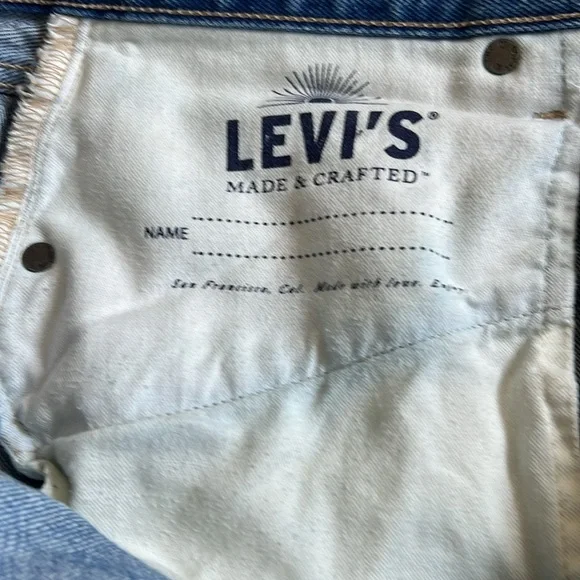 LEVI'S®
MADE & CRAFTED™
NAME
San Francisco, Cal. Made with love.